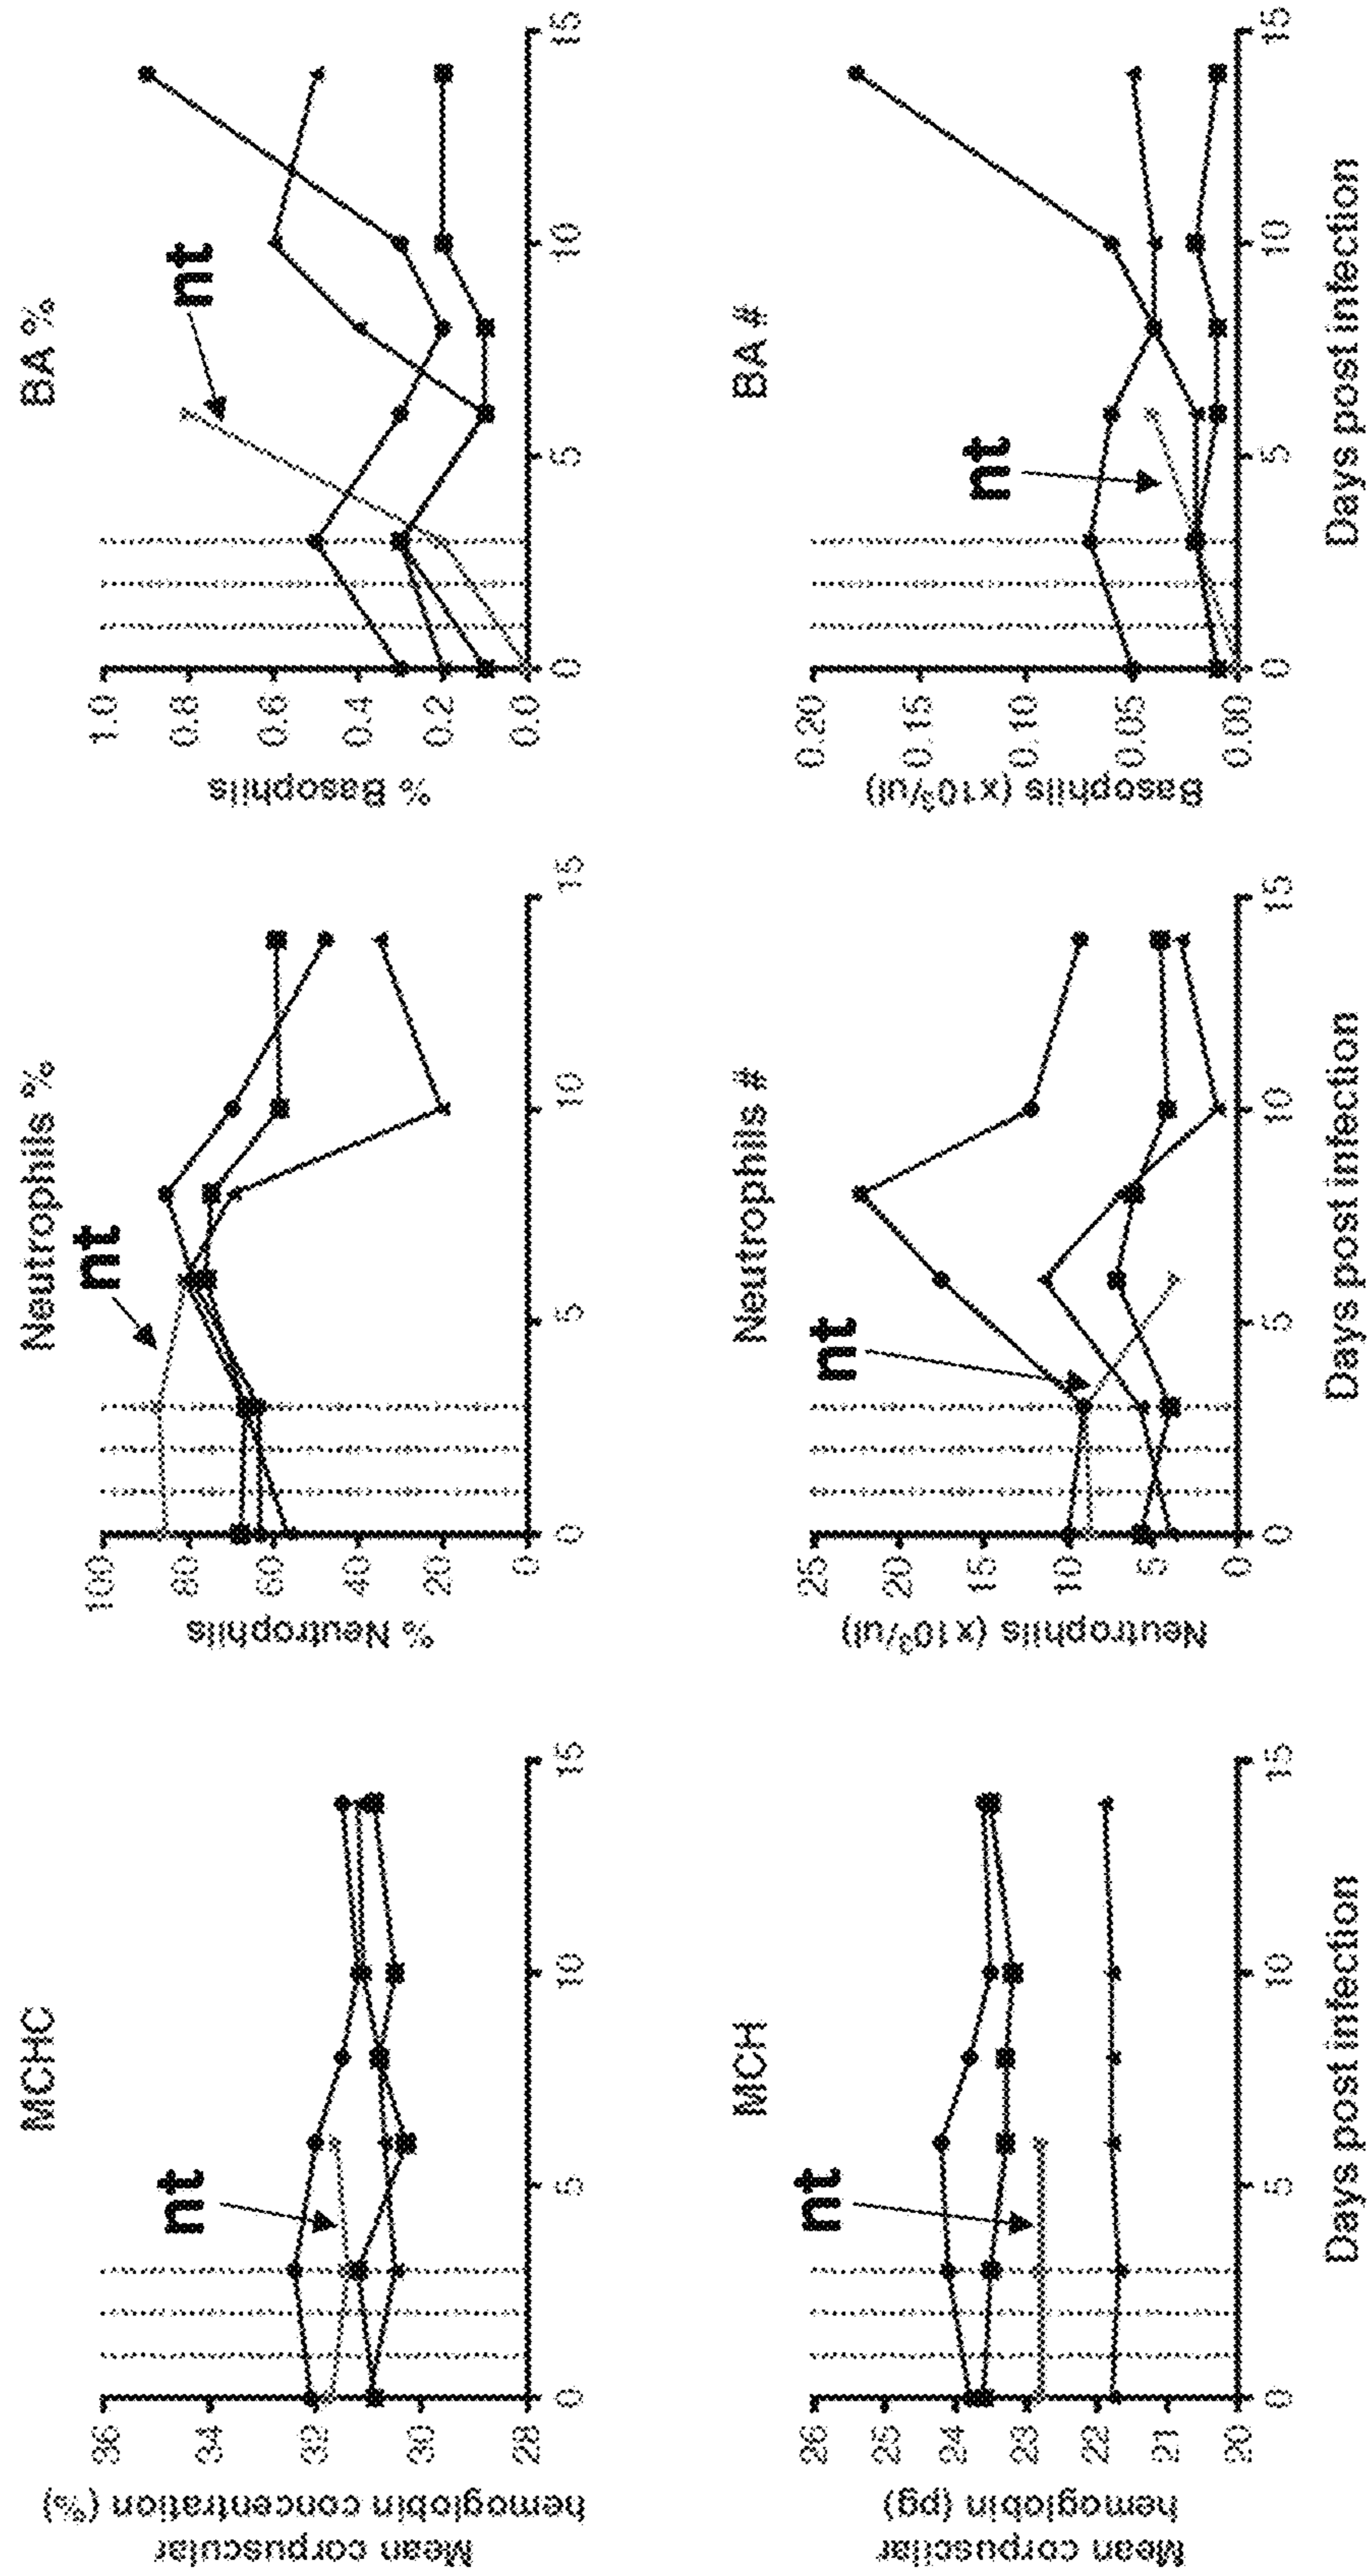 MCHC
Mean corpuscular
hemoglobin concentration (%)
36
34
32
30
28
0
5
10
15
nt
Neutrophils %
% Neutrophils
100
80
60
40
20
0
0
5
10
15
nt
BA %
% Basophils
1.0
0.8
0.6
0.4
0.2
0.0
0
5
10
15
nt
MCH
Mean corpuscilar
hemoglobin (pg)
26
25
24
23
22
21
20
0
5
10
15
nt
Days post infection
Neutrophils #
Neutrophils (x10³/ul)
25
20
15
10
5
0
0
5
10
15
nt
Days post infection
BA #
Basophils (x10³/ul)
0.20
0.15
0.10
0.05
0.00
0
5
10
15
nt
Days post infection